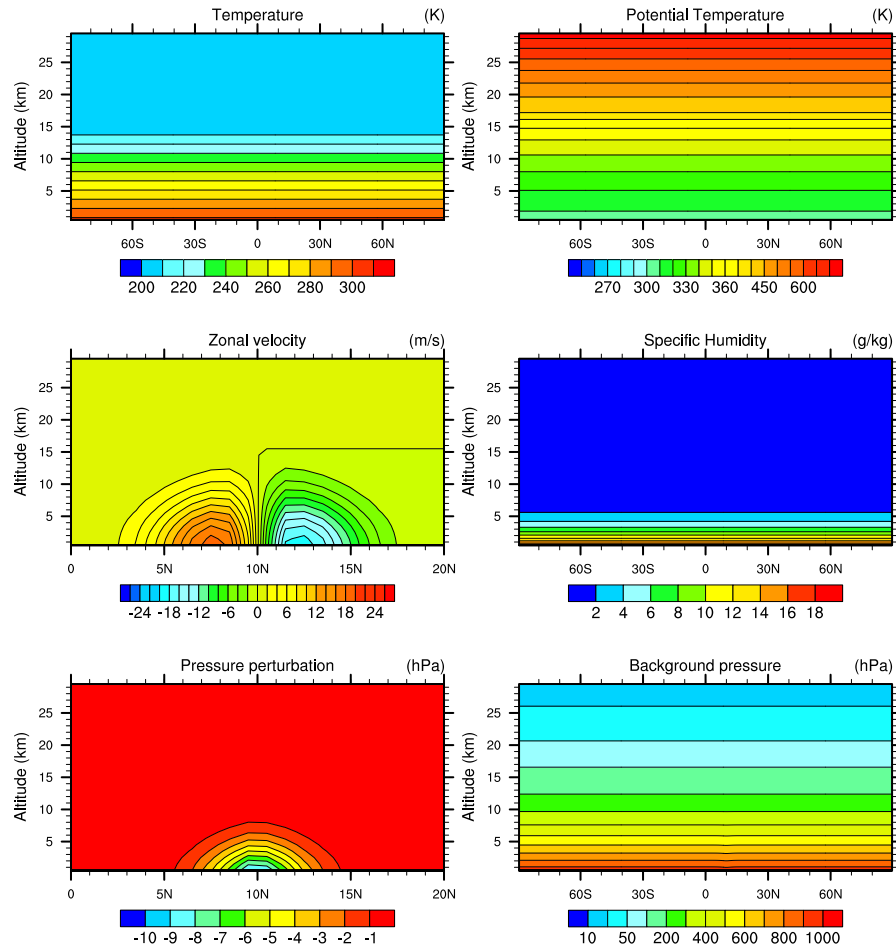 Temperature (K)
Altitude (km)
25
20
15
10
5
60S 30S 0 30N 60N
200 220 240 260 280 300
Potential Temperature (K)
Altitude (km)
25
20
15
10
5
60S 30S 0 30N 60N
270 300 330 360 450 600
Zonal velocity (m/s)
Altitude (km)
25
20
15
10
5
0 5N 10N 15N 20N
-24 -18 -12 -6 0 6 12 18 24
Specific Humidity (g/kg)
Altitude (km)
25
20
15
10
5
60S 30S 0 30N 60N
2 4 6 8 10 12 14 16 18
Pressure perturbation (hPa)
Altitude (km)
25
20
15
10
5
0 5N 10N 15N 20N
-10 -9 -8 -7 -6 -5 -4 -3 -2 -1
Background pressure (hPa)
Altitude (km)
25
20
15
10
5
60S 30S 0 30N 60N
10 50 200 400 600 800 1000